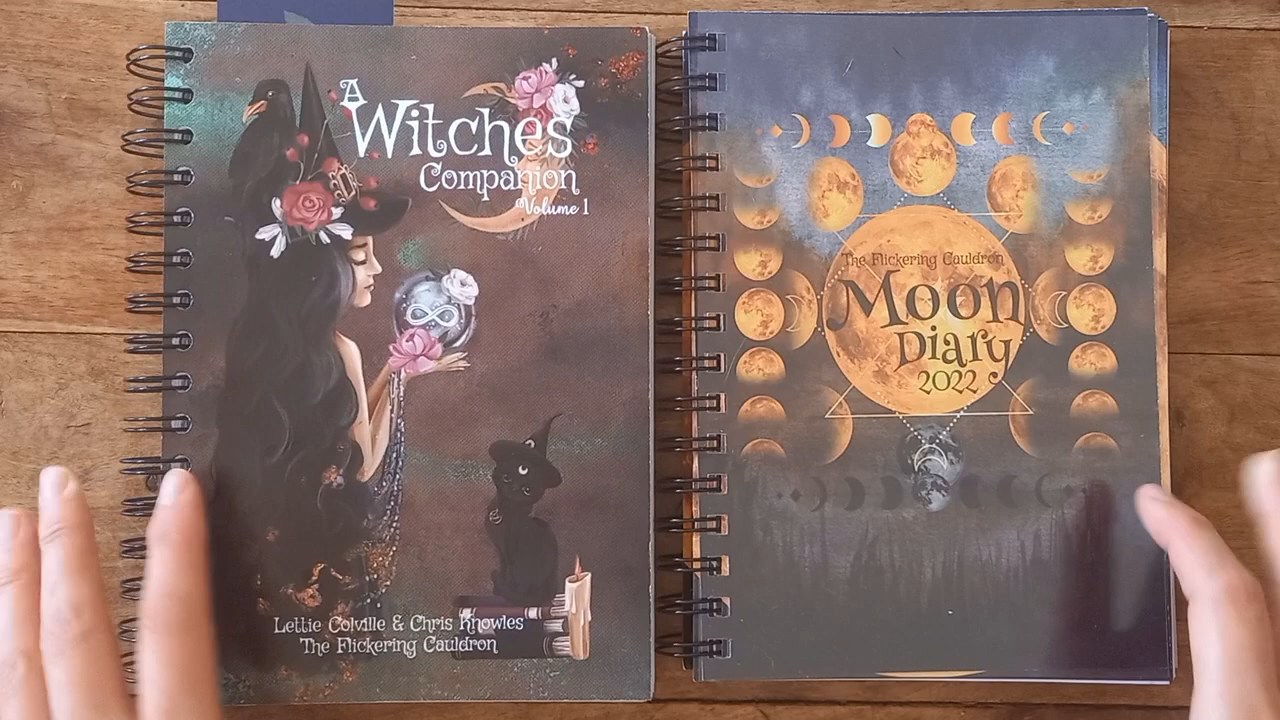 A
Witches
Companion
Volume 1
Lettie Colville & Chris Knowles
The Flickering Cauldron
The Flickering Cauldron
Moon
Diary
2022